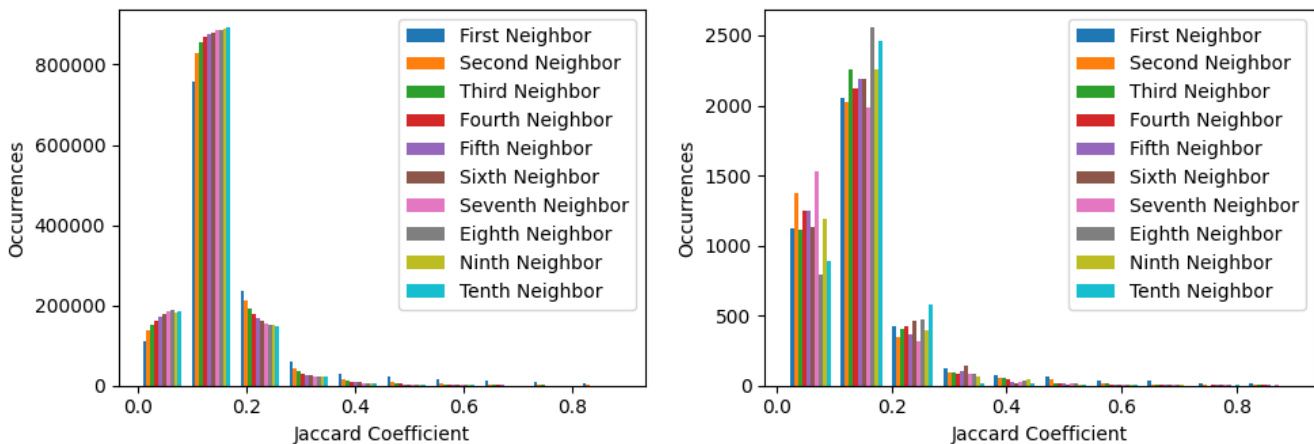 Occurrences
800000
600000
400000
200000
0
First Neighbor
Second Neighbor
Third Neighbor
Fourth Neighbor
Fifth Neighbor
Sixth Neighbor
Seventh Neighbor
Eighth Neighbor
Ninth Neighbor
Tenth Neighbor
0.0 0.2 0.4 0.6 0.8
Jaccard Coefficient
Occurrences
2500
2000
1500
1000
500
0
First Neighbor
Second Neighbor
Third Neighbor
Fourth Neighbor
Fifth Neighbor
Sixth Neighbor
Seventh Neighbor
Eighth Neighbor
Ninth Neighbor
Tenth Neighbor
0.0 0.2 0.4 0.6 0.8
Jaccard Coefficient